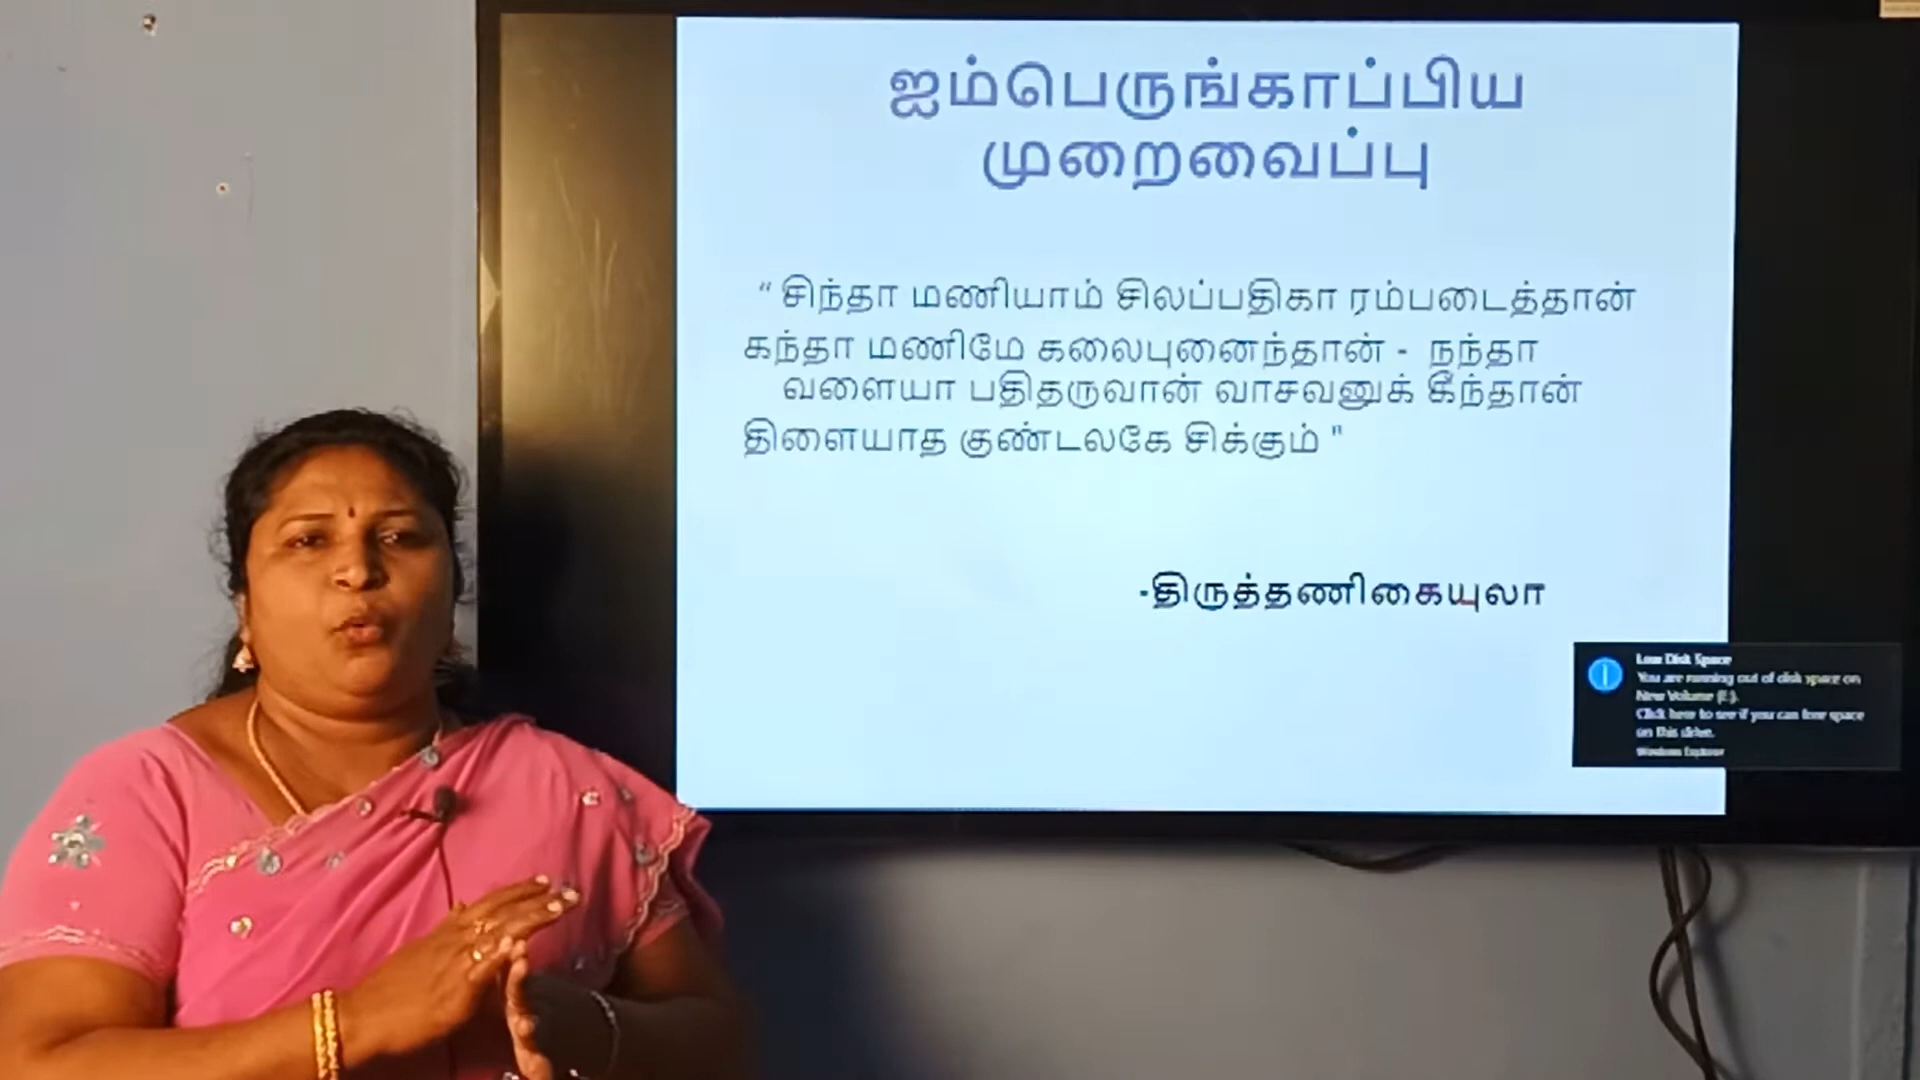 ஐம்பெருங்காப்பிய
முறைவைப்பு
“ சிந்தா மணியாம் சிலப்பதிகா ரம்படைத்தான்
கந்தா மணிமே கலைபுனைந்தான் - நந்தா
வளையா பதிதருவான் வாசவனுக் கீந்தான்
திளையாத குண்டலகே சிக்கும் "
-திருத்தணிகையுலா
Low Disk Space
You are running out of disk space on
New Volume (E:).
Click here to see if you can free space
on this drive.
Windows Explorer